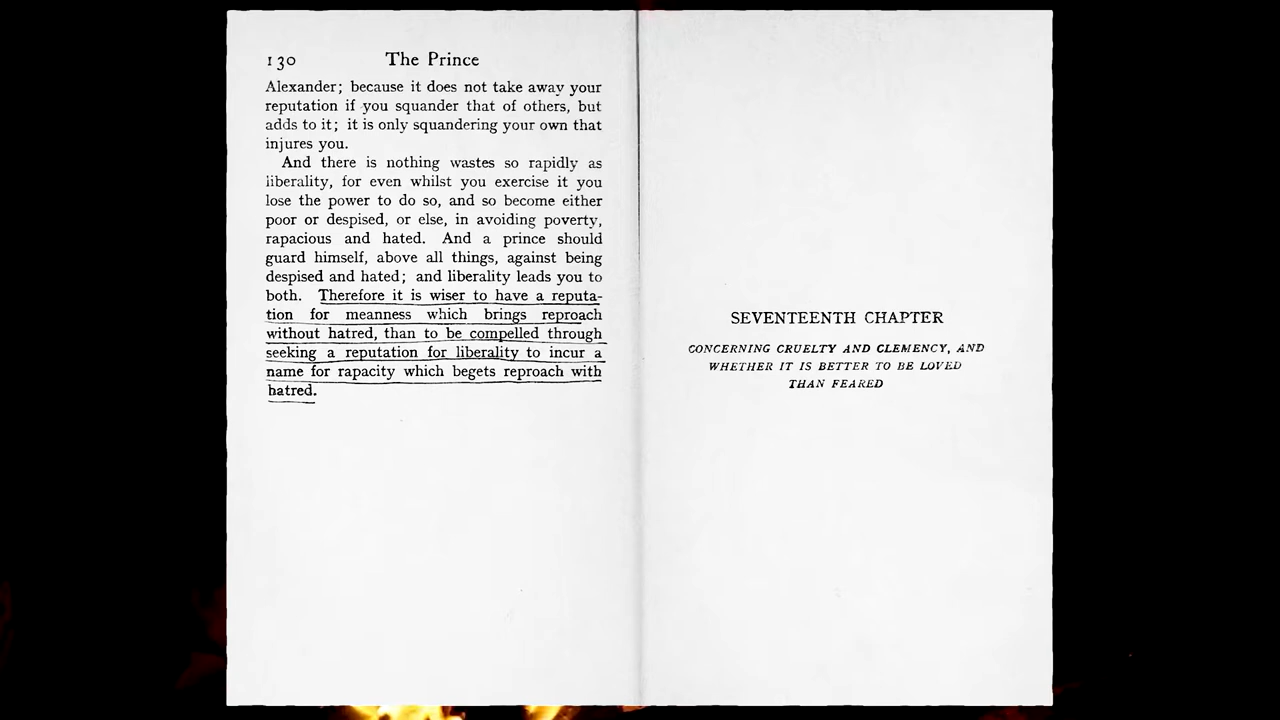 130 The Prince
Alexander; because it does not take away your
reputation if you squander that of others, but
adds to it; it is only squandering your own that
injures you.
And there is nothing wastes so rapidly as
liberality, for even whilst you exercise it you
lose the power to do so, and so become either
poor or despised, or else, in avoiding poverty,
rapacious and hated. And a prince should
guard himself, above all things, against being
despised and hated; and liberality leads you to
both. Therefore it is wiser to have a reputa-
tion for meanness which brings reproach
without hatred, than to be compelled through
seeking a reputation for liberality to incur a
name for rapacity which begets reproach with
hatred.
SEVENTEENTH CHAPTER
CONCERNING CRUELTY AND CLEMENCY, AND
WHETHER IT IS BETTER TO BE LOVED
THAN FEARED